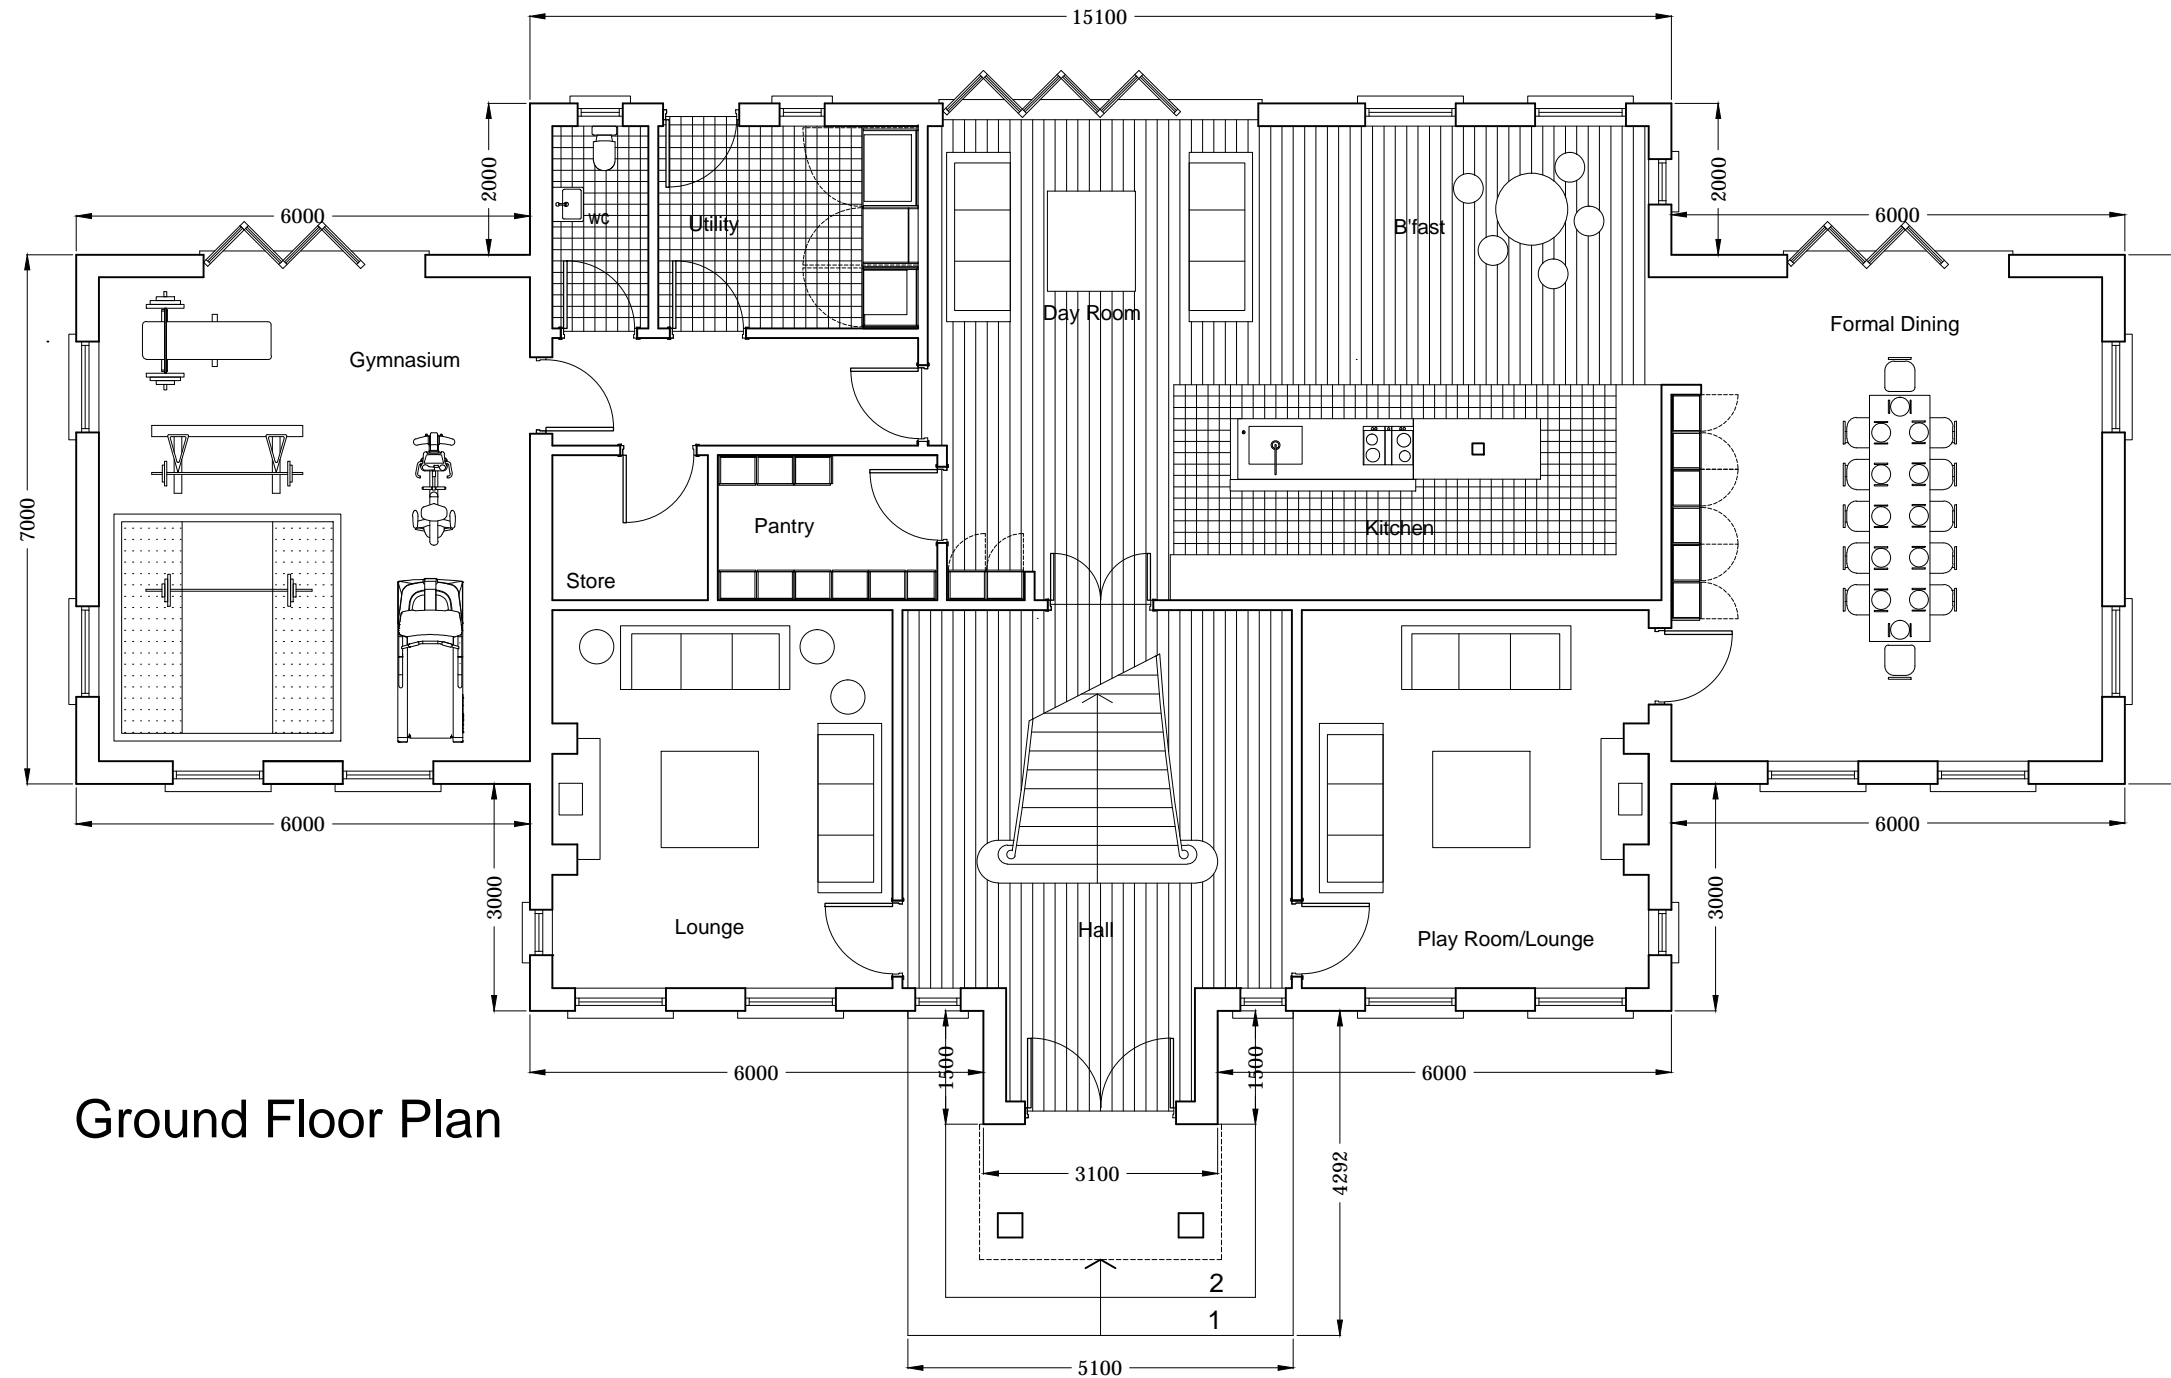 15100
2000
2000
6000
6000
wc
Utility
B'fast
Day Room
Formal Dining
Gymnasium
7000
Pantry
Kitchen
Store
6000
6000
3000
3000
Lounge
Hall
Play Room/Lounge
1500
1500
6000
6000
Ground Floor Plan
3100
4292
2
1
5100